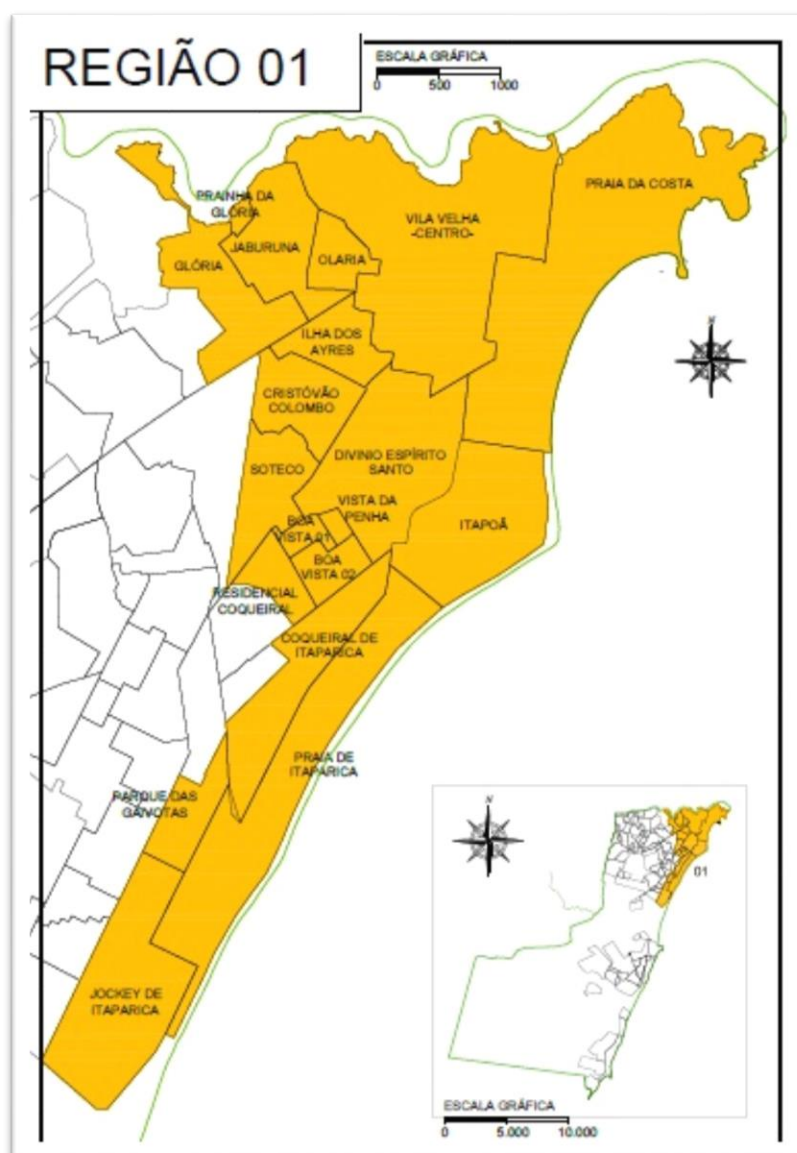 REGIÃO 01
ESCALA GRÁFICA
0 500 1000
PRAIA DA COSTA
PRAINHA DA
GLÓRIA
VILA VELHA
-CENTRO-
JABURUNA
OLARIA
GLÓRIA
N
ILHA DOS
AYRES
CRISTÓVÃO
COLOMBO
DIVINIO ESPÍRITO
SANTO
SOTECO
VISTA DA
PENHA
ITAPOÃ
BOA
VISTA 01
BOA
VISTA 02
RESIDENCIAL
COQUEIRAL
COQUEIRAL DE
ITAPARICA
PRAIA DE
ITAPARICA
PARQUE DAS
GAIVOTAS
JOCKEY DE
ITAPARICA
N
01
ESCALA GRÁFICA
0 5.000 10.000